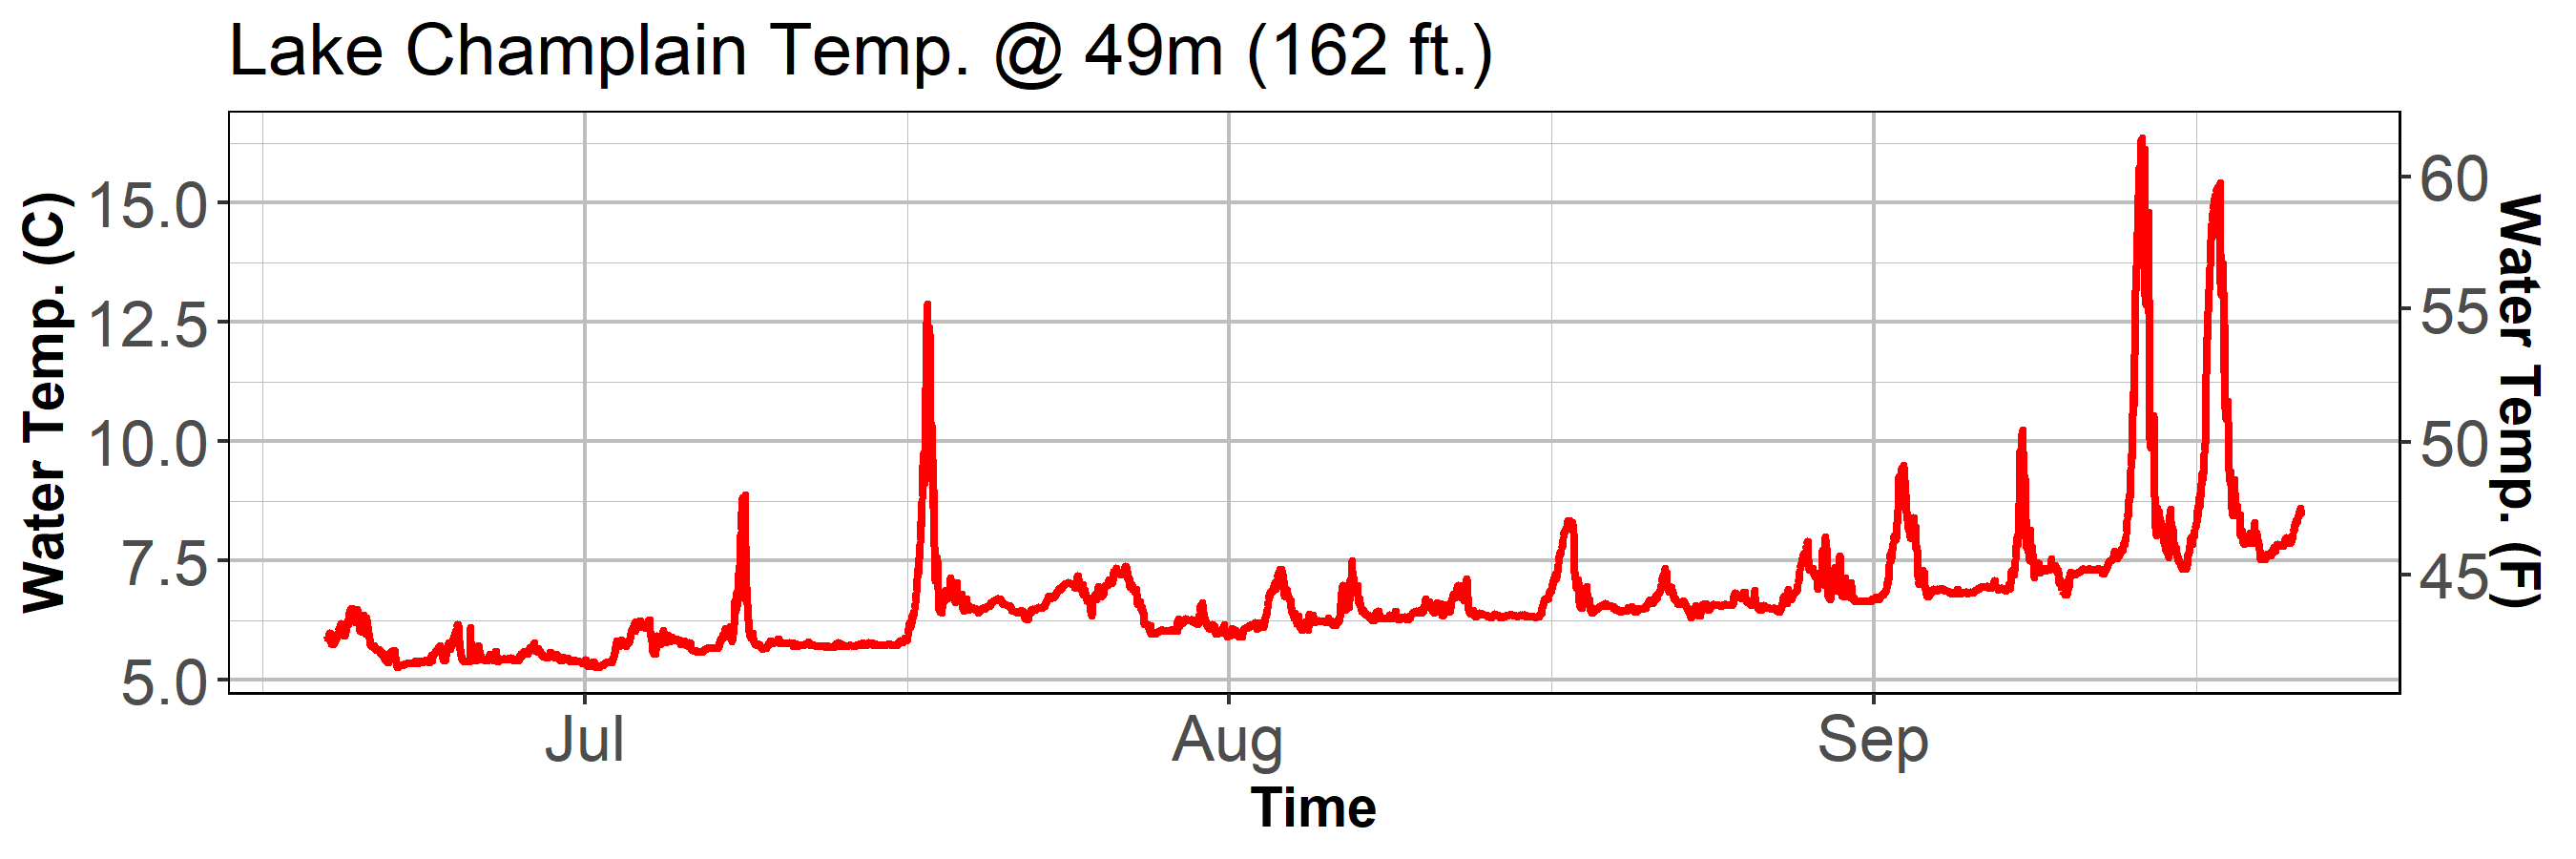 Lake Champlain Temp. @ 49m (162 ft.)
Water Temp. (C)
15.0
12.5
10.0
7.5
5.0
60
55
50
45
Water Temp. (F)
Jul Aug Sep
Time